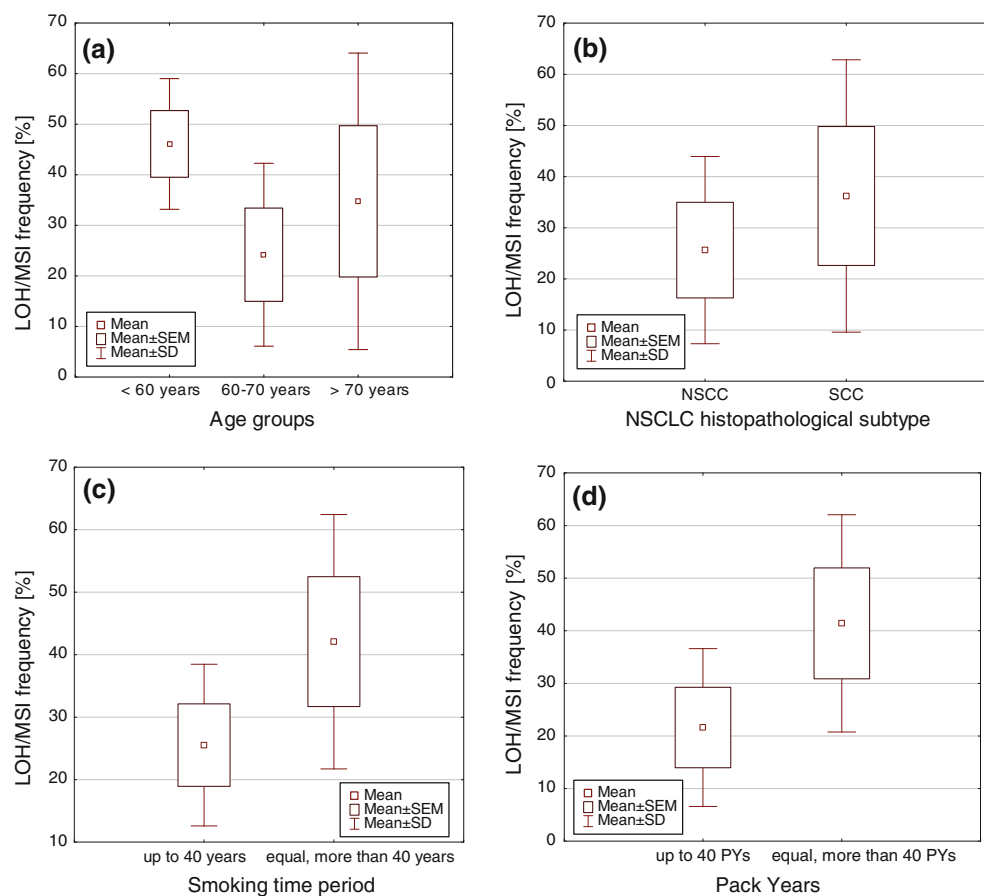 (a)
LOH/MSI frequency [%]
70
60
50
40
30
20
10
0
Mean
Mean±SEM
Mean±SD
< 60 years 60-70 years > 70 years
Age groups
(b)
LOH/MSI frequency [%]
70
60
50
40
30
20
10
0
Mean
Mean±SEM
Mean±SD
NSCC SCC
NSCLC histopathological subtype
(c)
LOH/MSI frequency [%]
70
60
50
40
30
20
10
Mean
Mean±SEM
Mean±SD
up to 40 years equal, more than 40 years
Smoking time period
(d)
LOH/MSI frequency [%]
70
60
50
40
30
20
10
0
Mean
Mean±SEM
Mean±SD
up to 40 PYs equal, more than 40 PYs
Pack Years